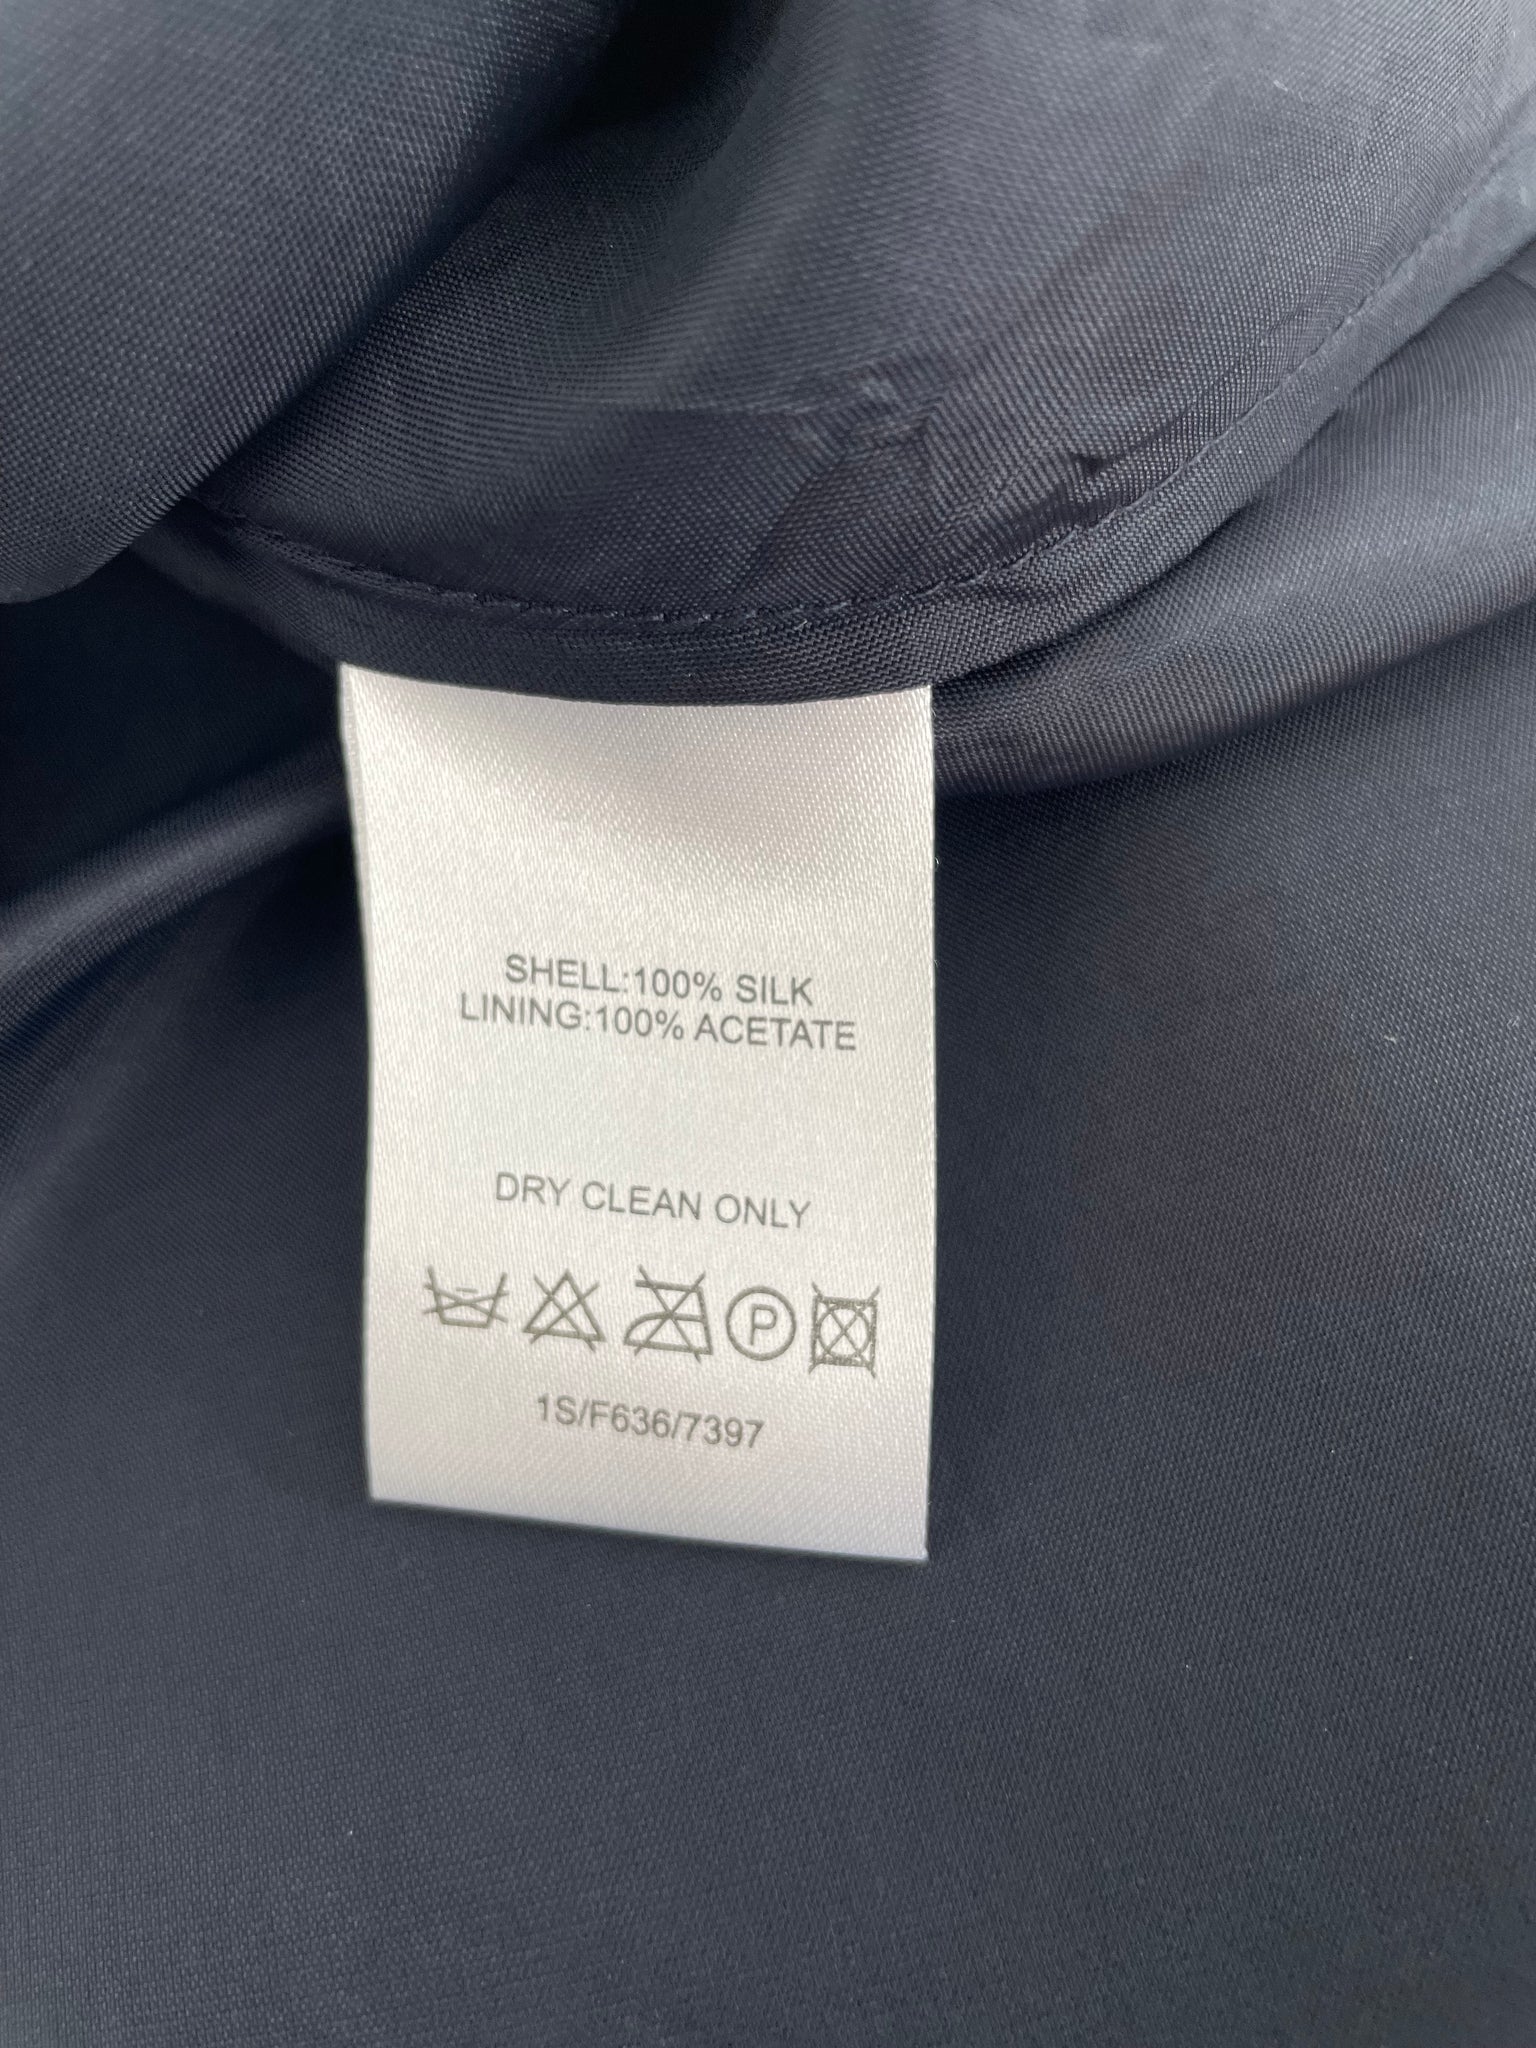 SHELL:100% SILK
LINING:100% ACETATE
DRY CLEAN ONLY
P
1S/F636/7397